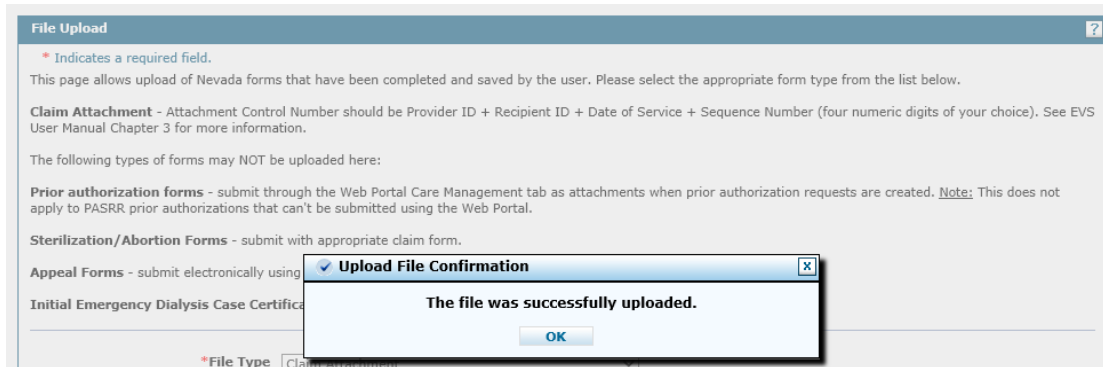 File Upload
?
* Indicates a required field.
This page allows upload of Nevada forms that have been completed and saved by the user. Please select the appropriate form type from the list below.
Claim Attachment - Attachment Control Number should be Provider ID + Recipient ID + Date of Service + Sequence Number (four numeric digits of your choice). See EVS
User Manual Chapter 3 for more information.
The following types of forms may NOT be uploaded here:
Prior authorization forms - submit through the Web Portal Care Management tab as attachments when prior authorization requests are created. Note: This does not
apply to PASRR prior authorizations that can't be submitted using the Web Portal.
Sterilization/Abortion Forms - submit with appropriate claim form.
Appeal Forms - submit electronically using
Initial Emergency Dialysis Case Certifica
Upload File Confirmation
x
The file was successfully uploaded.
OK
*File Type Claim Attachment